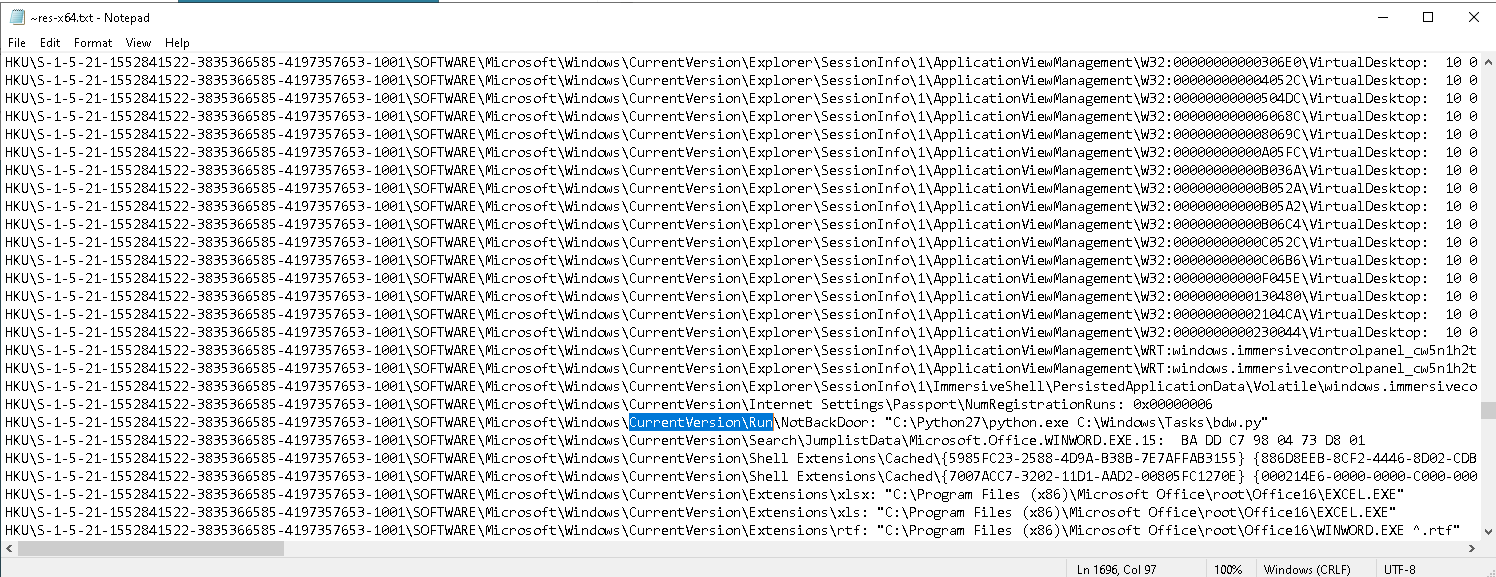 ~res-x64.txt - Notepad
File Edit Format View Help
HKU\S-1-5-21-1552841522-3835366585-4197357653-1001\SOFTWARE\Microsoft\Windows\CurrentVersion\Explorer\SessionInfo\1\ApplicationViewManagement\W32:00000000000306E0\VirtualDesktop:  10 0
HKU\S-1-5-21-1552841522-3835366585-4197357653-1001\SOFTWARE\Microsoft\Windows\CurrentVersion\Explorer\SessionInfo\1\ApplicationViewManagement\W32:000000000004052C\VirtualDesktop:  10 0
HKU\S-1-5-21-1552841522-3835366585-4197357653-1001\SOFTWARE\Microsoft\Windows\CurrentVersion\Explorer\SessionInfo\1\ApplicationViewManagement\W32:00000000000504DC\VirtualDesktop:  10 0
HKU\S-1-5-21-1552841522-3835366585-4197357653-1001\SOFTWARE\Microsoft\Windows\CurrentVersion\Explorer\SessionInfo\1\ApplicationViewManagement\W32:000000000006068C\VirtualDesktop:  10 0
HKU\S-1-5-21-1552841522-3835366585-4197357653-1001\SOFTWARE\Microsoft\Windows\CurrentVersion\Explorer\SessionInfo\1\ApplicationViewManagement\W32:000000000008069C\VirtualDesktop:  10 0
HKU\S-1-5-21-1552841522-3835366585-4197357653-1001\SOFTWARE\Microsoft\Windows\CurrentVersion\Explorer\SessionInfo\1\ApplicationViewManagement\W32:00000000000A05FC\VirtualDesktop:  10 0
HKU\S-1-5-21-1552841522-3835366585-4197357653-1001\SOFTWARE\Microsoft\Windows\CurrentVersion\Explorer\SessionInfo\1\ApplicationViewManagement\W32:00000000000B036A\VirtualDesktop:  10 0
HKU\S-1-5-21-1552841522-3835366585-4197357653-1001\SOFTWARE\Microsoft\Windows\CurrentVersion\Explorer\SessionInfo\1\ApplicationViewManagement\W32:00000000000B052A\VirtualDesktop:  10 0
HKU\S-1-5-21-1552841522-3835366585-4197357653-1001\SOFTWARE\Microsoft\Windows\CurrentVersion\Explorer\SessionInfo\1\ApplicationViewManagement\W32:00000000000B05A2\VirtualDesktop:  10 0
HKU\S-1-5-21-1552841522-3835366585-4197357653-1001\SOFTWARE\Microsoft\Windows\CurrentVersion\Explorer\SessionInfo\1\ApplicationViewManagement\W32:00000000000B06C4\VirtualDesktop:  10 0
HKU\S-1-5-21-1552841522-3835366585-4197357653-1001\SOFTWARE\Microsoft\Windows\CurrentVersion\Explorer\SessionInfo\1\ApplicationViewManagement\W32:00000000000C052C\VirtualDesktop:  10 0
HKU\S-1-5-21-1552841522-3835366585-4197357653-1001\SOFTWARE\Microsoft\Windows\CurrentVersion\Explorer\SessionInfo\1\ApplicationViewManagement\W32:00000000000C06B6\VirtualDesktop:  10 0
HKU\S-1-5-21-1552841522-3835366585-4197357653-1001\SOFTWARE\Microsoft\Windows\CurrentVersion\Explorer\SessionInfo\1\ApplicationViewManagement\W32:00000000000F045E\VirtualDesktop:  10 0
HKU\S-1-5-21-1552841522-3835366585-4197357653-1001\SOFTWARE\Microsoft\Windows\CurrentVersion\Explorer\SessionInfo\1\ApplicationViewManagement\W32:0000000000130480\VirtualDesktop:  10 0
HKU\S-1-5-21-1552841522-3835366585-4197357653-1001\SOFTWARE\Microsoft\Windows\CurrentVersion\Explorer\SessionInfo\1\ApplicationViewManagement\W32:00000000002104CA\VirtualDesktop:  10 0
HKU\S-1-5-21-1552841522-3835366585-4197357653-1001\SOFTWARE\Microsoft\Windows\CurrentVersion\Explorer\SessionInfo\1\ApplicationViewManagement\W32:0000000000230044\VirtualDesktop:  10 0
HKU\S-1-5-21-1552841522-3835366585-4197357653-1001\SOFTWARE\Microsoft\Windows\CurrentVersion\Explorer\SessionInfo\1\ApplicationViewManagement\WRT:windows.immersivecontrolpanel_cw5n1h2t
HKU\S-1-5-21-1552841522-3835366585-4197357653-1001\SOFTWARE\Microsoft\Windows\CurrentVersion\Explorer\SessionInfo\1\ApplicationViewManagement\WRT:windows.immersivecontrolpanel_cw5n1h2t
HKU\S-1-5-21-1552841522-3835366585-4197357653-1001\SOFTWARE\Microsoft\Windows\CurrentVersion\Explorer\SessionInfo\1\ImmersiveShell\PersistedApplicationData\Volatile\windows.immersiveco
HKU\S-1-5-21-1552841522-3835366585-4197357653-1001\SOFTWARE\Microsoft\Windows\CurrentVersion\Internet Settings\Passport\NumRegistrationRuns: 0x00000006
HKU\S-1-5-21-1552841522-3835366585-4197357653-1001\SOFTWARE\Microsoft\Windows\CurrentVersion\Run\NotBackDoor: "C:\Python27\python.exe C:\Windows\Tasks\bdw.py"
HKU\S-1-5-21-1552841522-3835366585-4197357653-1001\SOFTWARE\Microsoft\Windows\CurrentVersion\Search\JumplistData\Microsoft.Office.WINWORD.EXE.15:  BA DD C7 98 04 73 D8 01
HKU\S-1-5-21-1552841522-3835366585-4197357653-1001\SOFTWARE\Microsoft\Windows\CurrentVersion\Shell Extensions\Cached\{5985FC23-2588-4D9A-B38B-7E7AFFAB3155} {886D8EEB-8CF2-4446-8D02-CDB
HKU\S-1-5-21-1552841522-3835366585-4197357653-1001\SOFTWARE\Microsoft\Windows\CurrentVersion\Shell Extensions\Cached\{7007ACC7-3202-11D1-AAD2-00805FC1270E} {000214E6-0000-0000-C000-000
HKU\S-1-5-21-1552841522-3835366585-4197357653-1001\SOFTWARE\Microsoft\Windows\CurrentVersion\Extensions\xlsx: "C:\Program Files (x86)\Microsoft Office\root\Office16\EXCEL.EXE"
HKU\S-1-5-21-1552841522-3835366585-4197357653-1001\SOFTWARE\Microsoft\Windows\CurrentVersion\Extensions\xls: "C:\Program Files (x86)\Microsoft Office\root\Office16\EXCEL.EXE"
HKU\S-1-5-21-1552841522-3835366585-4197357653-1001\SOFTWARE\Microsoft\Windows\CurrentVersion\Extensions\rtf: "C:\Program Files (x86)\Microsoft Office\root\Office16\WINWORD.EXE ^.rtf"
Ln 1696, Col 97 100% Windows (CRLF) UTF-8